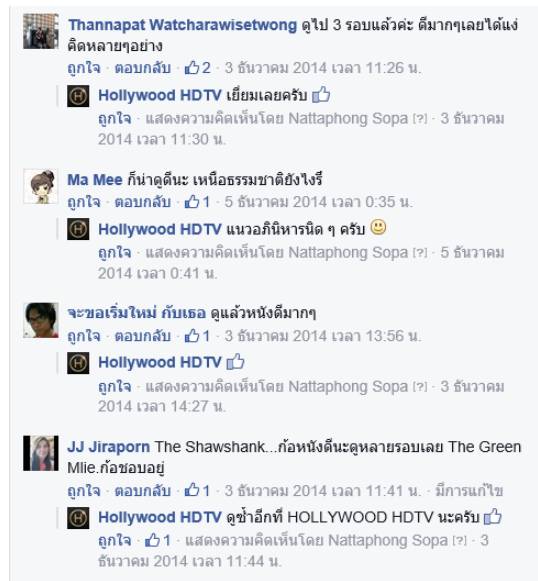 Thannapat Watcharawisetwong ดูไป 3 รอบแล้วค่ะ ดีมากๆเลยได้แง่
คิดหลายๆอย่าง
ถูกใจ · ตอบกลับ · 2 · 3 ธันวาคม 2014 เวลา 11:26 น.
Hollywood HDTV เยี่ยมเลยครับ
ถูกใจ · แสดงความคิดเห็นโดย Nattaphong Sopa [?] · 3 ธันวาคม
2014 เวลา 11:30 น.
Ma Mee ก็น่าดูดีนะ เหนือธรรมชาติยังไงรึ
ถูกใจ · ตอบกลับ · 1 · 5 ธันวาคม 2014 เวลา 0:35 น.
Hollywood HDTV แนวอภินิหารนิด ๆ ครับ
ถูกใจ · แสดงความคิดเห็นโดย Nattaphong Sopa [?] · 5 ธันวาคม
2014 เวลา 0:41 น.
จะขอเริ่มใหม่ กับเธอ ดูแล้วหนังดีมากๆ
ถูกใจ · ตอบกลับ · 1 · 3 ธันวาคม 2014 เวลา 13:56 น.
Hollywood HDTV
ถูกใจ · แสดงความคิดเห็นโดย Nattaphong Sopa [?] · 3 ธันวาคม
2014 เวลา 14:27 น.
JJ Jiraporn The Shawshank...ก้อหนังดีนะดูหลายรอบเลย The Green
Mlie.ก้อชอบอยู่
ถูกใจ · ตอบกลับ · 1 · 3 ธันวาคม 2014 เวลา 11:41 น. · มีการแก้ไข
Hollywood HDTV ดูซ้ำอีกที่ HOLLYWOOD HDTV นะครับ
ถูกใจ · 1 · แสดงความคิดเห็นโดย Nattaphong Sopa [?] · 3
ธันวาคม 2014 เวลา 11:44 น.